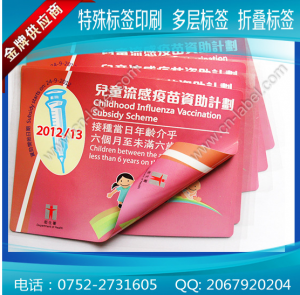 金牌供应商
特殊标签印刷 多层标签 折叠标签
2012/13
兒童流感疫苗資助計劃
Childhood Influenza Vaccination
Subsidy Scheme
接種當日年齡介乎
六個月至未滿六
Children between the
less than 6 years on th
电话:0752-2731605 QQ: 2067920204